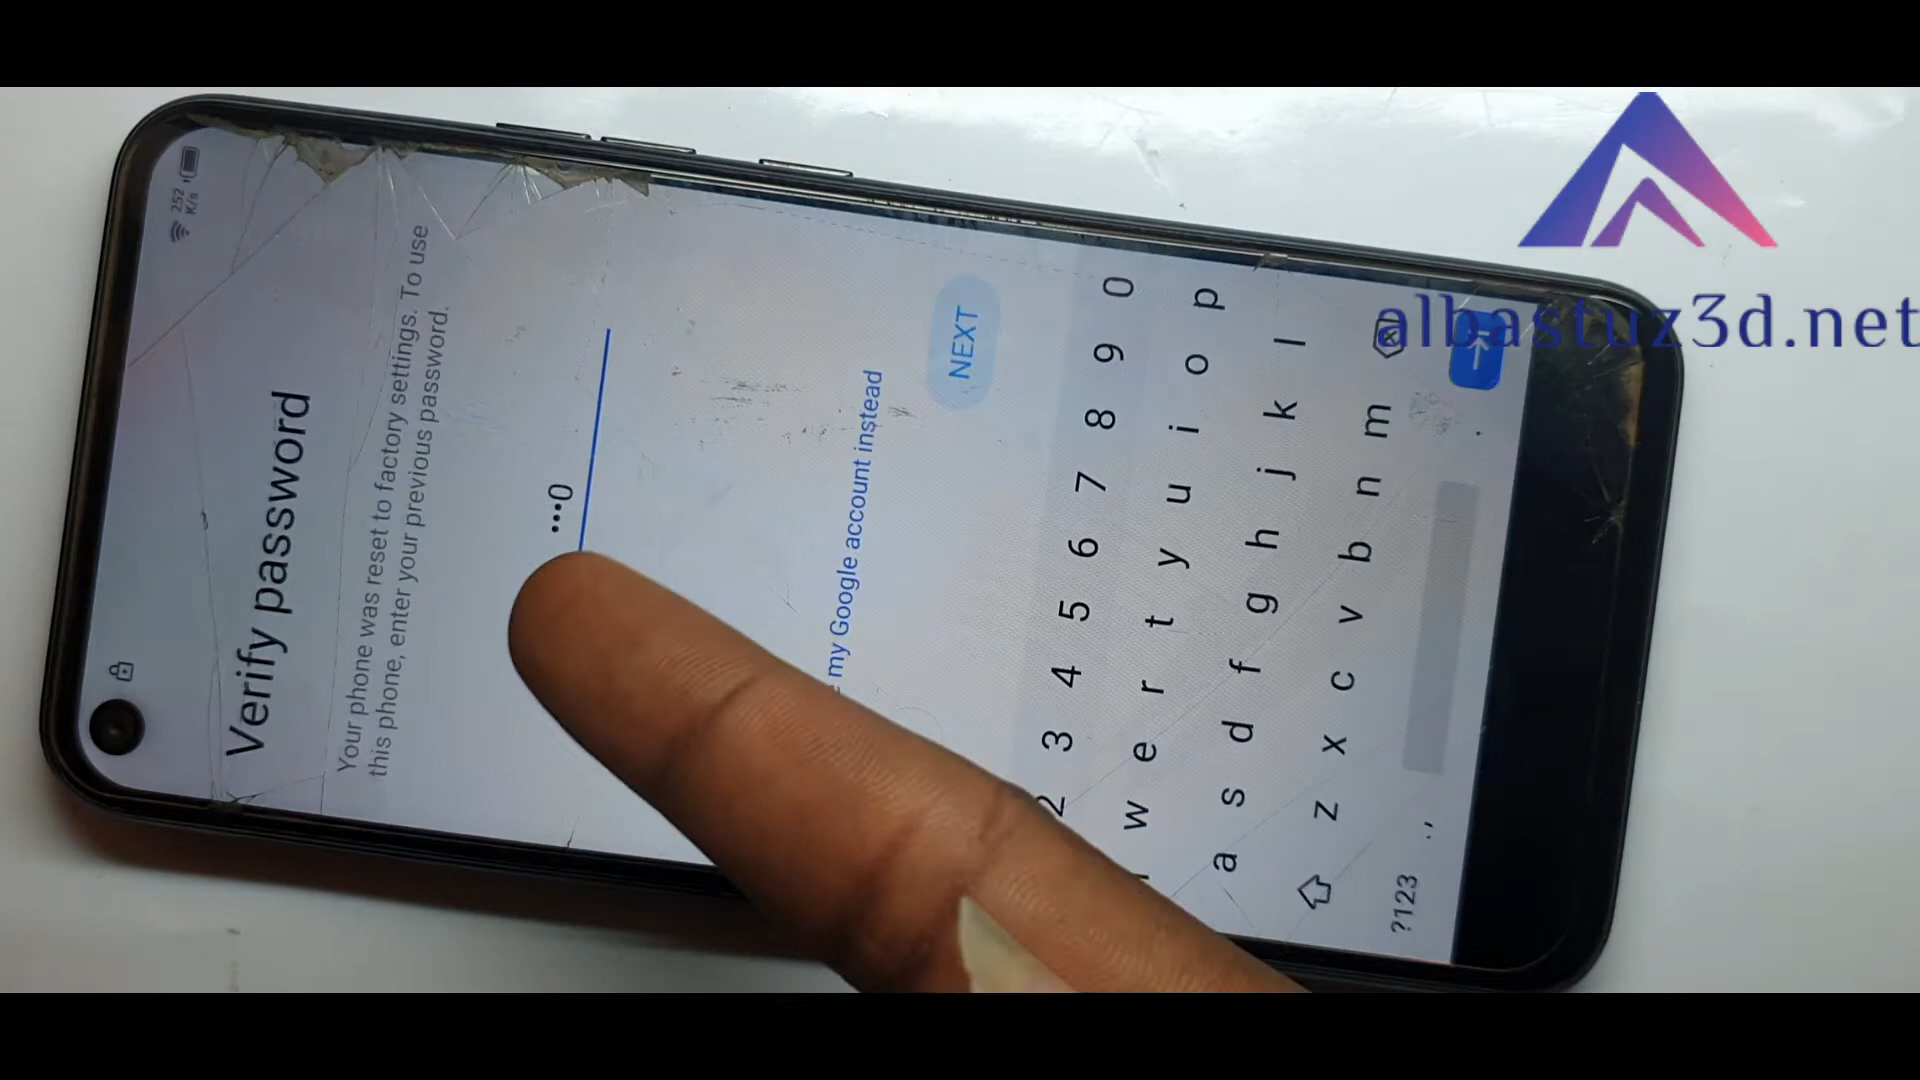 252
K/s
Verify password
Your phone was reset to factory settings. To use
this phone, enter your previous password.
•••0
my Google account instead
NEXT
2 3 4 5 6 7 8 9 0
w e r t y u i o p
a s d f g h j k l
z x c v b n m
?123 , .
albastuz3d.net